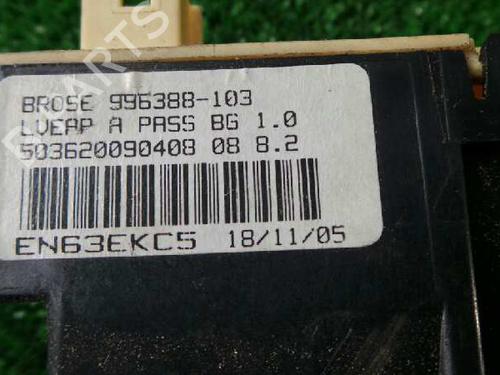 BROSE 996388-103
LVEAP A PASS BG 1.0
503620090408 08 8.2
EN63EKC5 18/11/05